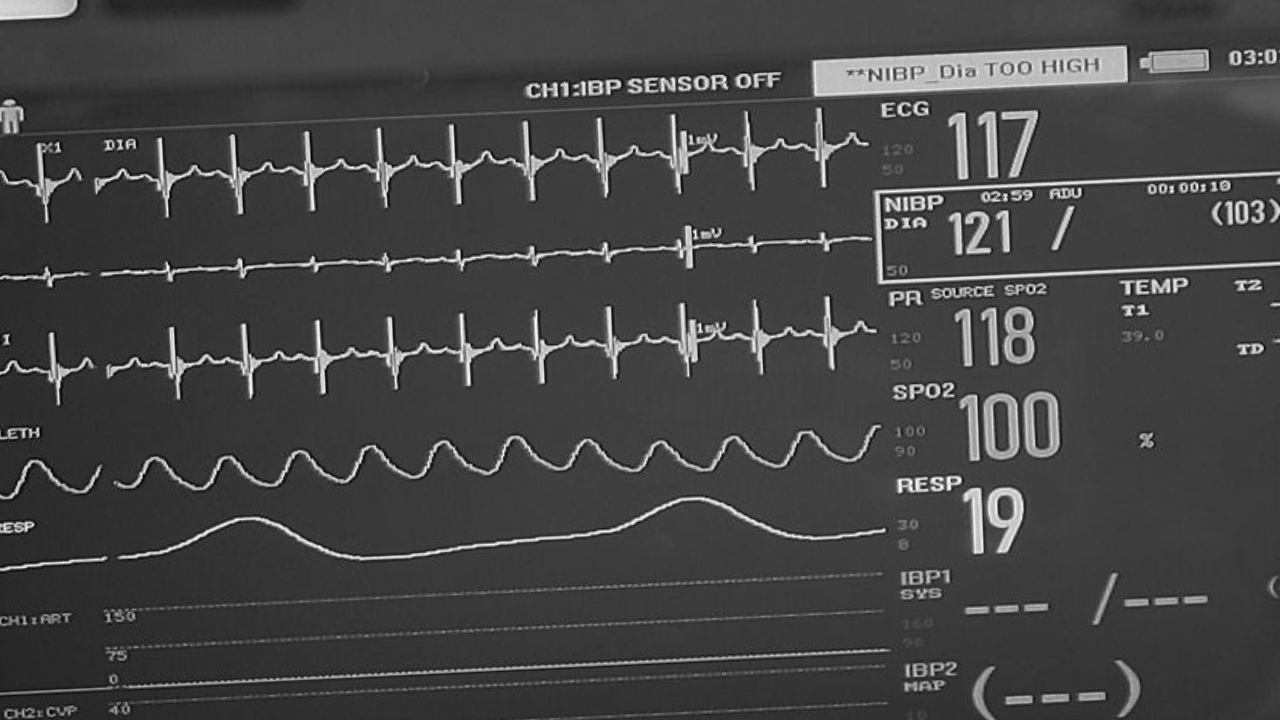 CH1:IBP SENSOR OFF **NIBP_Dia TOO HIGH
X1 DIA 1mV ECG 117
120
50
NIBP 02:59 ADU 00:00:10
DIA 121 / (103)
50
1mV
PR SOURCE SPO2 118 TEMP T2
120 T1
50 39.0 TD
I 1mV
SPO2 100 %
100
90
LETH
RESP 19
30
8
ESP
IBP1 --- /---
SYS
CH1:ART 150
75
0
IBP2 (---)
MAP
CH2:CVP 40